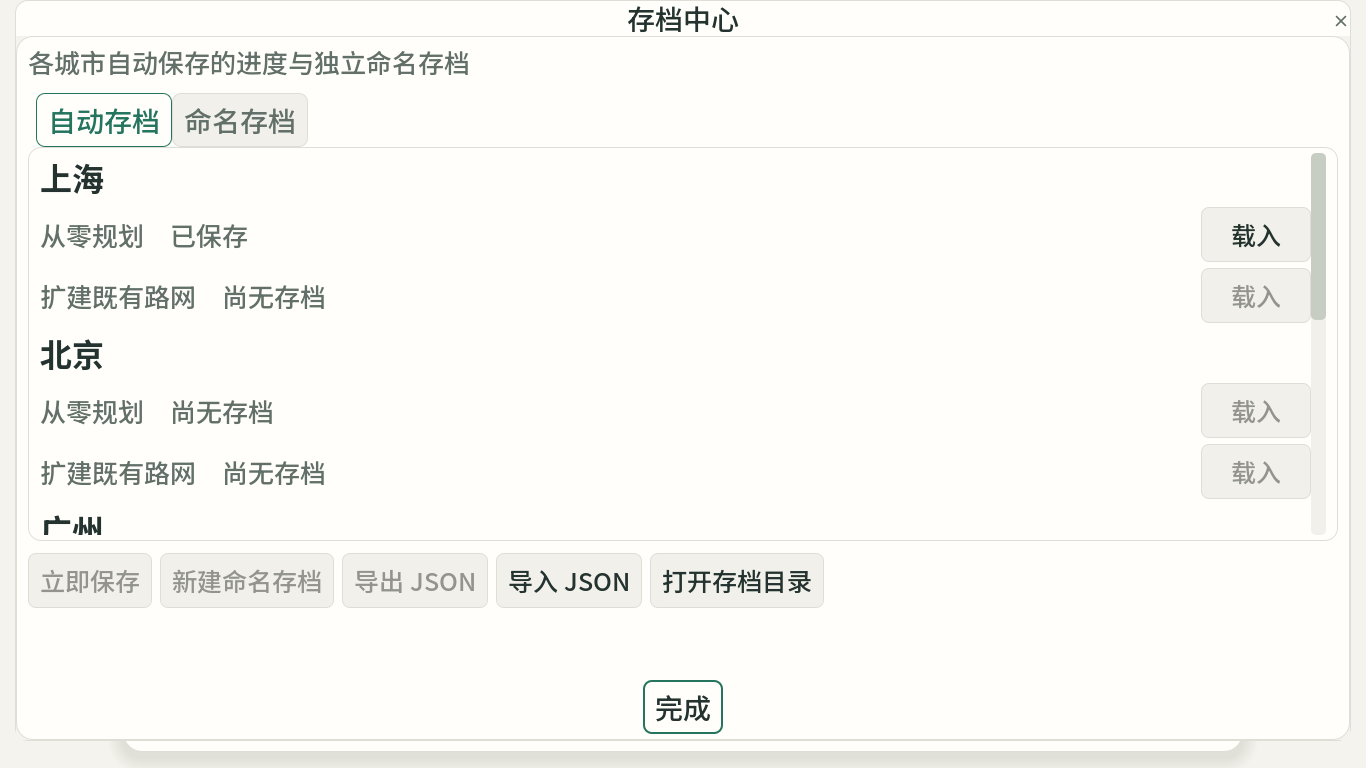 存档中心
×
各城市自动保存的进度与独立命名存档
自动存档 命名存档
上海
从零规划 已保存 载入
扩建既有路网 尚无存档 载入
北京
从零规划 尚无存档 载入
扩建既有路网 尚无存档 载入
广州
立即保存 新建命名存档 导出 JSON 导入 JSON 打开存档目录
完成